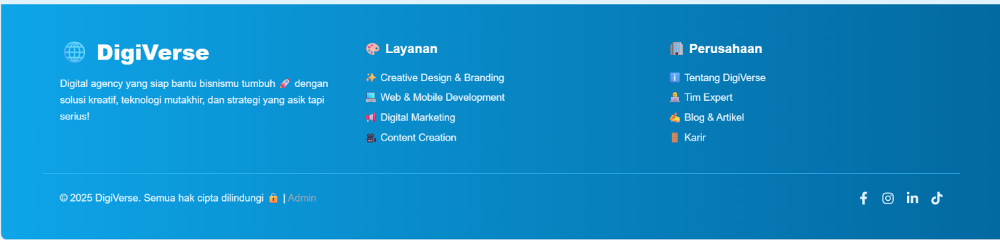 🌐 DigiVerse
Digital agency yang siap bantu bisnismu tumbuh 🚀 dengan
solusi kreatif, teknologi mutakhir, dan strategi yang asik tapi
serius!
🎨 Layanan
✨ Creative Design & Branding
💻 Web & Mobile Development
📢 Digital Marketing
🎥 Content Creation
🏢 Perusahaan
ℹ️ Tentang DigiVerse
👨‍💻 Tim Expert
✍️ Blog & Artikel
🚪 Karir
© 2025 DigiVerse. Semua hak cipta dilindungi 🔒 | Admin